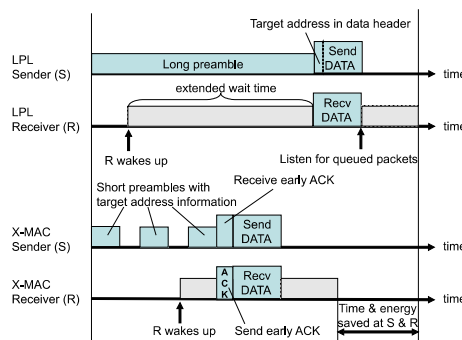 Target address in data header
LPL
Sender (S)
Long preamble
Send
DATA
time
extended wait time
LPL
Receiver (R)
Recv
DATA
time
R wakes up
Listen for queued packets
Short preambles with
target address information
Receive early ACK
X-MAC
Sender (S)
Send
DATA
time
X-MAC
Receiver (R)
A
C
K
Recv
DATA
time
R wakes up
Send early ACK
Time & energy
saved at S & R